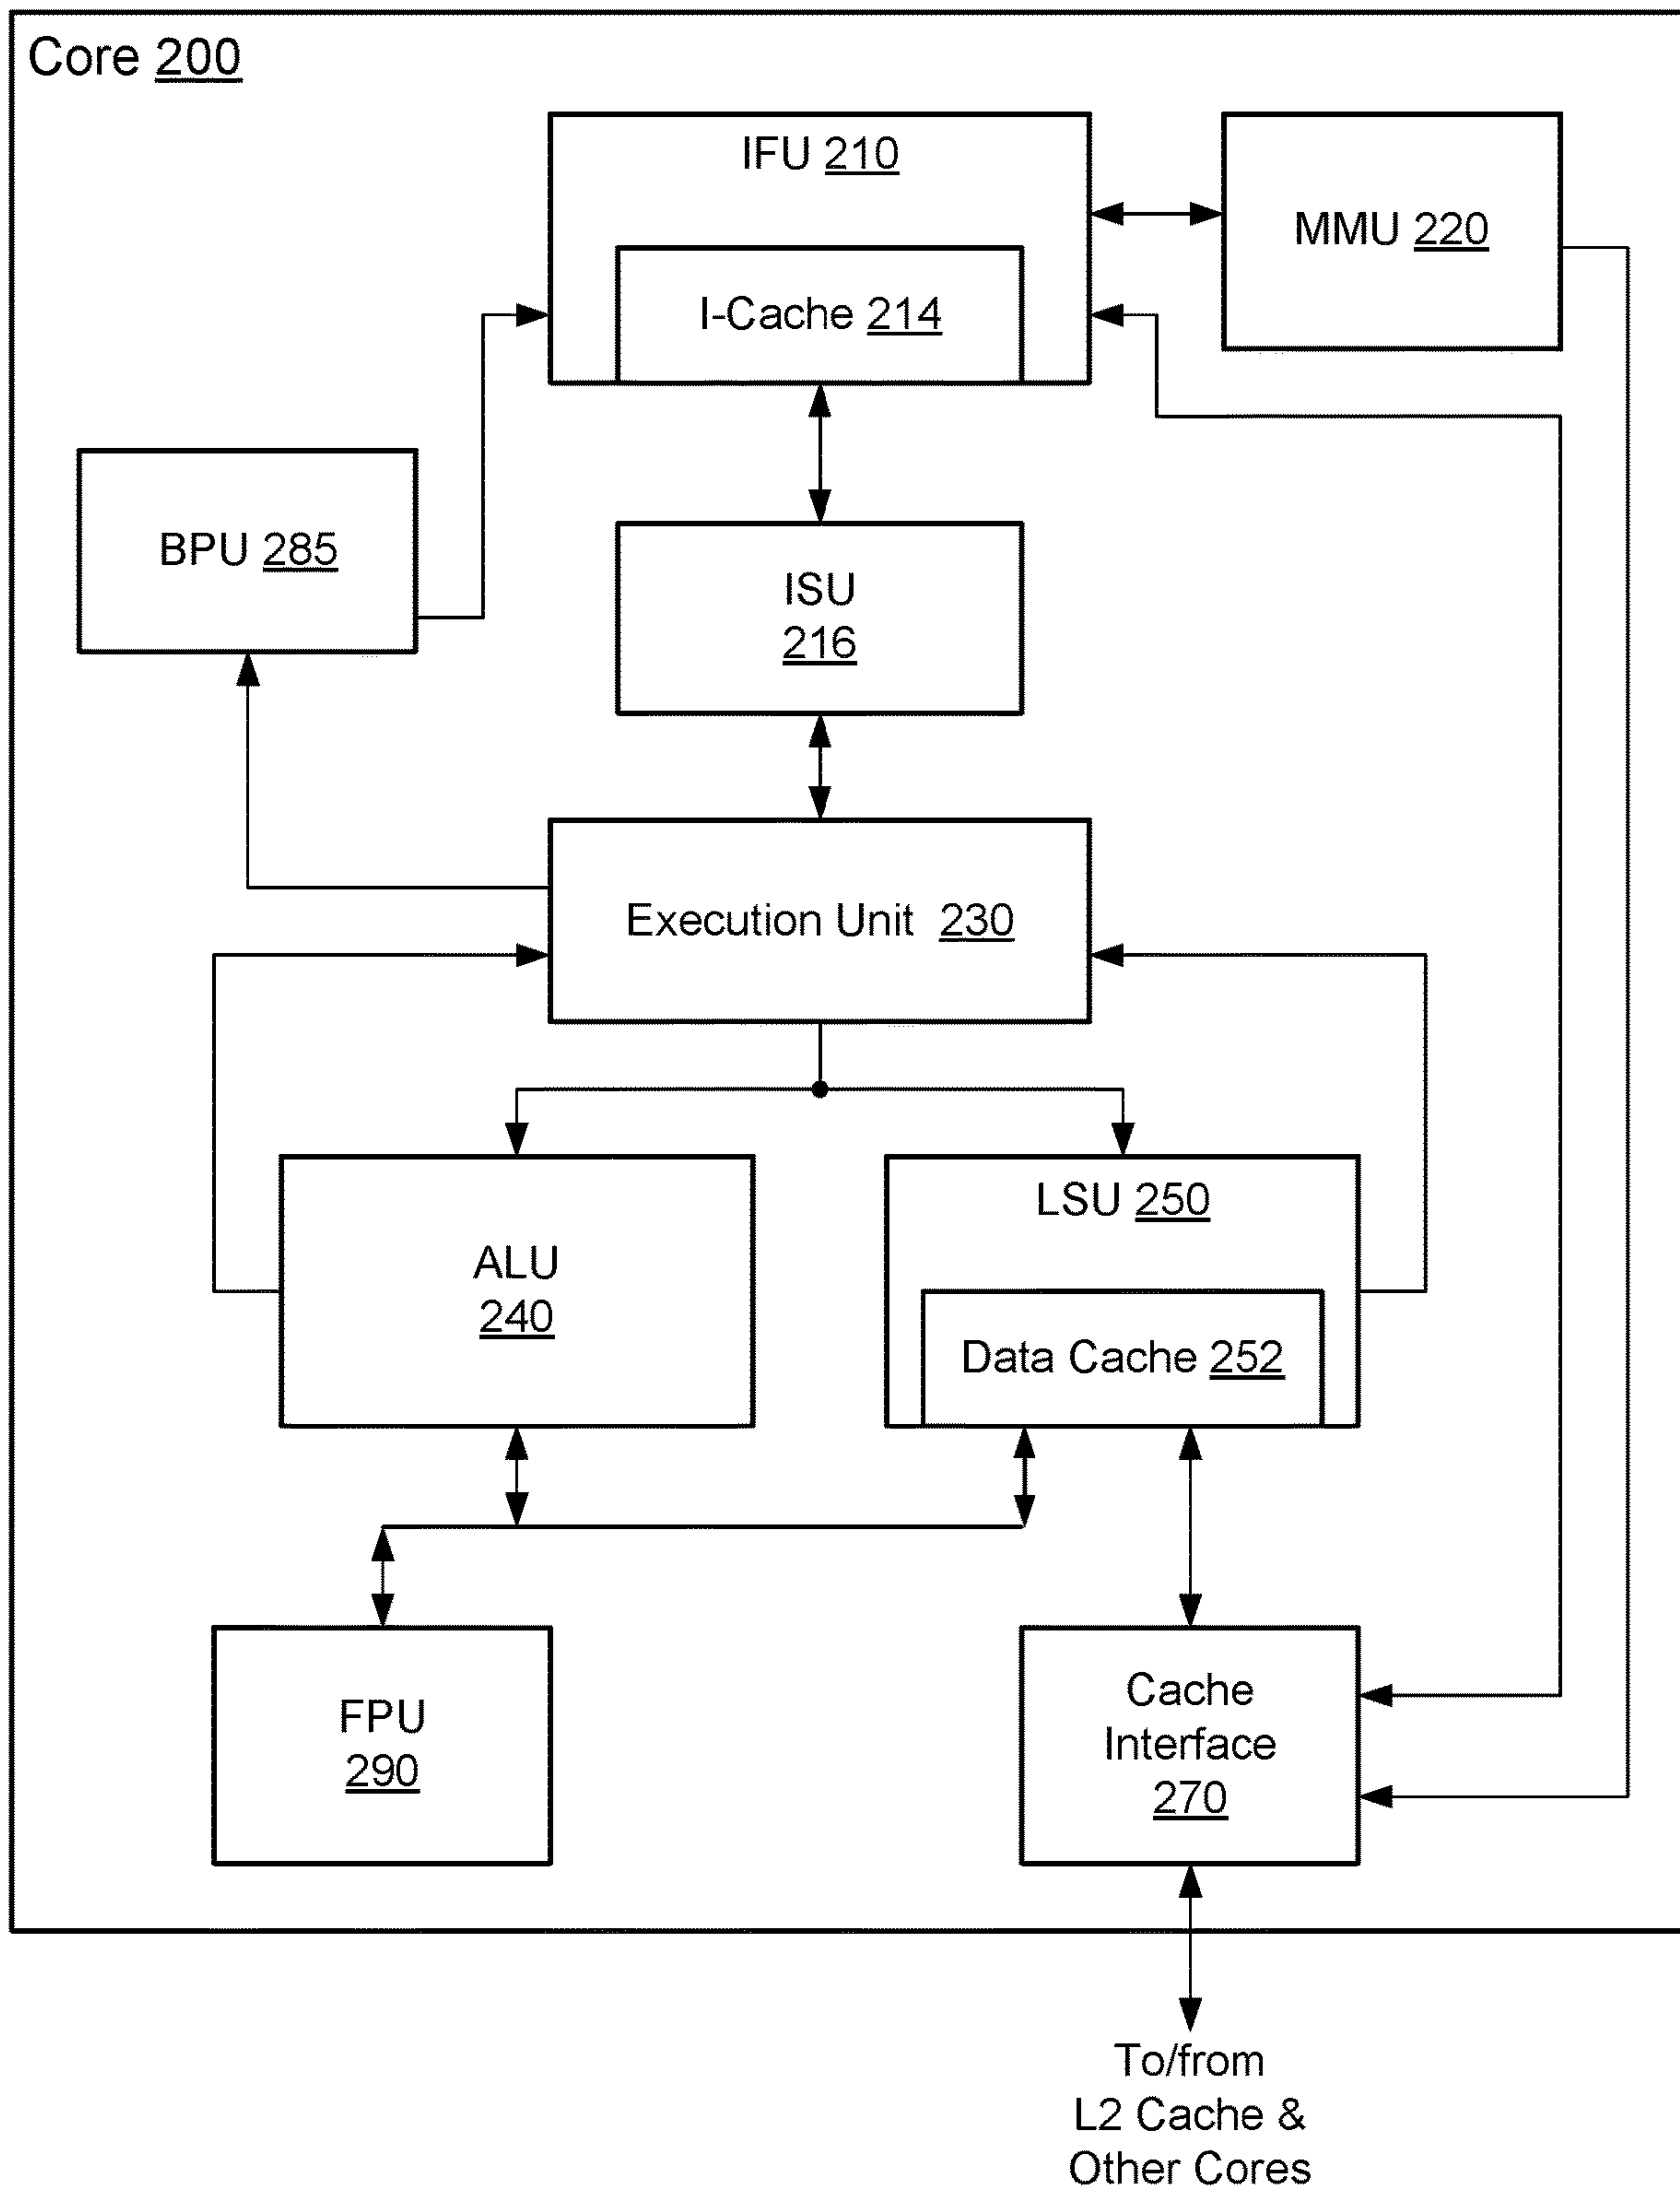 Core 200
IFU 210
MMU 220
I-Cache 214
BPU 285
ISU
216
Execution Unit 230
ALU
240
LSU 250
Data Cache 252
FPU
290
Cache
Interface
270
To/from
L2 Cache &
Other Cores